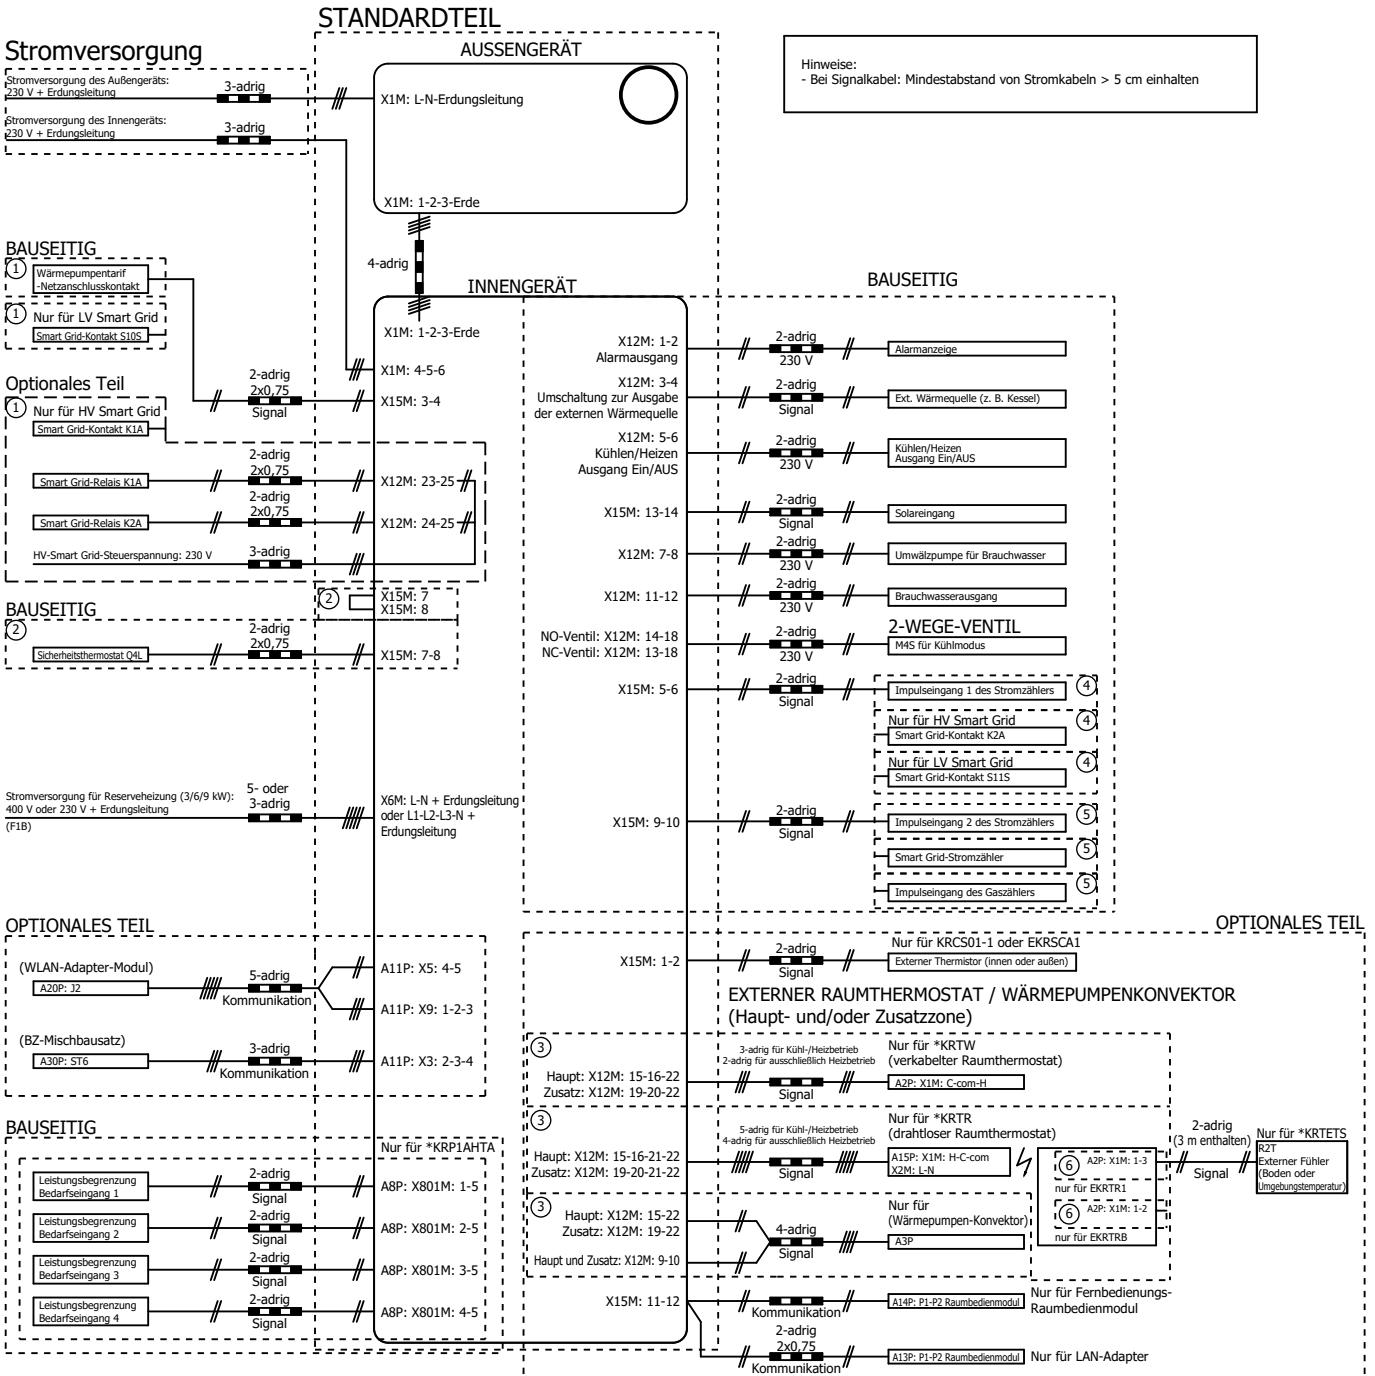 STANDARDTEIL
Stromversorgung
AUSSENGERÄT
Hinweise:
- Bei Signalkabel: Mindestabstand von Stromkabeln > 5 cm einhalten
Stromversorgung des Außengeräts:
230 V + Erdungsleitung
3-adrig
X1M: L-N-Erdungsleitung
Stromversorgung des Innengeräts:
230 V + Erdungsleitung
3-adrig
X1M: 1-2-3-Erde
4-adrig
BAUSEITIG
1
Wärmepumpentarif
-Netzanschlusskontakt
1
Nur für LV Smart Grid
Smart Grid-Kontakt S10S
INNENGERÄT
X1M: 1-2-3-Erde
X1M: 4-5-6
Optionales Teil
2-adrig
2x0,75
Signal
X15M: 3-4
1
Nur für HV Smart Grid
Smart Grid-Kontakt K1A
Smart Grid-Relais K1A
2-adrig
2x0,75
X12M: 23-25
Smart Grid-Relais K2A
2-adrig
2x0,75
X12M: 24-25
HV-Smart Grid-Steuerspannung: 230 V
3-adrig
2
X15M: 7
X15M: 8
BAUSEITIG
2
Sicherheitsthermostat Q4L
2-adrig
2x0,75
X15M: 7-8
Stromversorgung für Reserveheizung (3/6/9 kW):
400 V oder 230 V + Erdungsleitung
(F1B)
5- oder
3-adrig
X6M: L-N + Erdungsleitung
oder L1-L2-L3-N +
Erdungsleitung
OPTIONALES TEIL
(WLAN-Adapter-Modul)
A20P: J2
5-adrig
Kommunikation
A11P: X5: 4-5
A11P: X9: 1-2-3
(BZ-Mischbausatz)
A30P: ST6
3-adrig
Kommunikation
A11P: X3: 2-3-4
BAUSEITIG
Nur für *KRP1AHTA
Leistungsbegrenzung
Bedarfseingang 1
2-adrig
Signal
A8P: X801M: 1-5
Leistungsbegrenzung
Bedarfseingang 2
2-adrig
Signal
A8P: X801M: 2-5
Leistungsbegrenzung
Bedarfseingang 3
2-adrig
Signal
A8P: X801M: 3-5
Leistungsbegrenzung
Bedarfseingang 4
2-adrig
Signal
A8P: X801M: 4-5
BAUSEITIG
X12M: 1-2
Alarmausgang
2-adrig
230 V
Alarmanzeige
X12M: 3-4
Umschaltung zur Ausgabe
der externen Wärmequelle
2-adrig
Signal
Ext. Wärmequelle (z. B. Kessel)
X12M: 5-6
Kühlen/Heizen
Ausgang Ein/AUS
2-adrig
230 V
Kühlen/Heizen
Ausgang Ein/AUS
X15M: 13-14
2-adrig
Signal
Solareingang
X12M: 7-8
2-adrig
230 V
Umwälzpumpe für Brauchwasser
X12M: 11-12
2-adrig
230 V
Brauchwasserausgang
2-WEGE-VENTIL
NO-Ventil: X12M: 14-18
NC-Ventil: X12M: 13-18
2-adrig
230 V
M4S für Kühlmodus
X15M: 5-6
2-adrig
Signal
Impulseingang 1 des Stromzählers
4
Nur für HV Smart Grid
Smart Grid-Kontakt K2A
4
Nur für LV Smart Grid
Smart Grid-Kontakt S11S
4
X15M: 9-10
2-adrig
Signal
Impulseingang 2 des Stromzählers
5
Smart Grid-Stromzähler
5
Impulseingang des Gaszählers
5
OPTIONALES TEIL
X15M: 1-2
2-adrig
Signal
Nur für KRCS01-1 oder EKRSCA1
Externer Thermistor (innen oder außen)
EXTERNER RAUMTHERMOSTAT / WÄRMEPUMPENKONVEKTOR
(Haupt- und/oder Zusatzzone)
3
Haupt: X12M: 15-16-22
Zusatz: X12M: 19-20-22
3-adrig für Kühl-/Heizbetrieb
2-adrig für ausschließlich Heizbetrieb
Signal
Nur für *KRTW
(verkabelter Raumthermostat)
A2P: X1M: C-com-H
3
Haupt: X12M: 15-16-21-22
Zusatz: X12M: 19-20-21-22
5-adrig für Kühl-/Heizbetrieb
4-adrig für ausschließlich Heizbetrieb
Signal
Nur für *KRTR
(drahtloser Raumthermostat)
A15P: X1M: H-C-com
X2M: L-N
6
A2P: X1M: 1-3
nur für EKRTR1
6
A2P: X1M: 1-2
nur für EKRTRB
2-adrig
(3 m enthalten)
Signal
Nur für *KRTETS
R2T
Externer Fühler
(Boden oder
Umgebungstemperatur)
3
Haupt: X12M: 15-22
Zusatz: X12M: 19-22
Haupt und Zusatz: X12M: 9-10
4-adrig
Signal
Nur für
(Wärmepumpen-Konvektor)
A3P
X15M: 11-12
Kommunikation
A14P: P1-P2 Raumbedienmodul
Nur für Fernbedienungs-
Raumbedienmodul
2-adrig
2x0,75
Kommunikation
A13P: P1-P2 Raumbedienmodul
Nur für LAN-Adapter